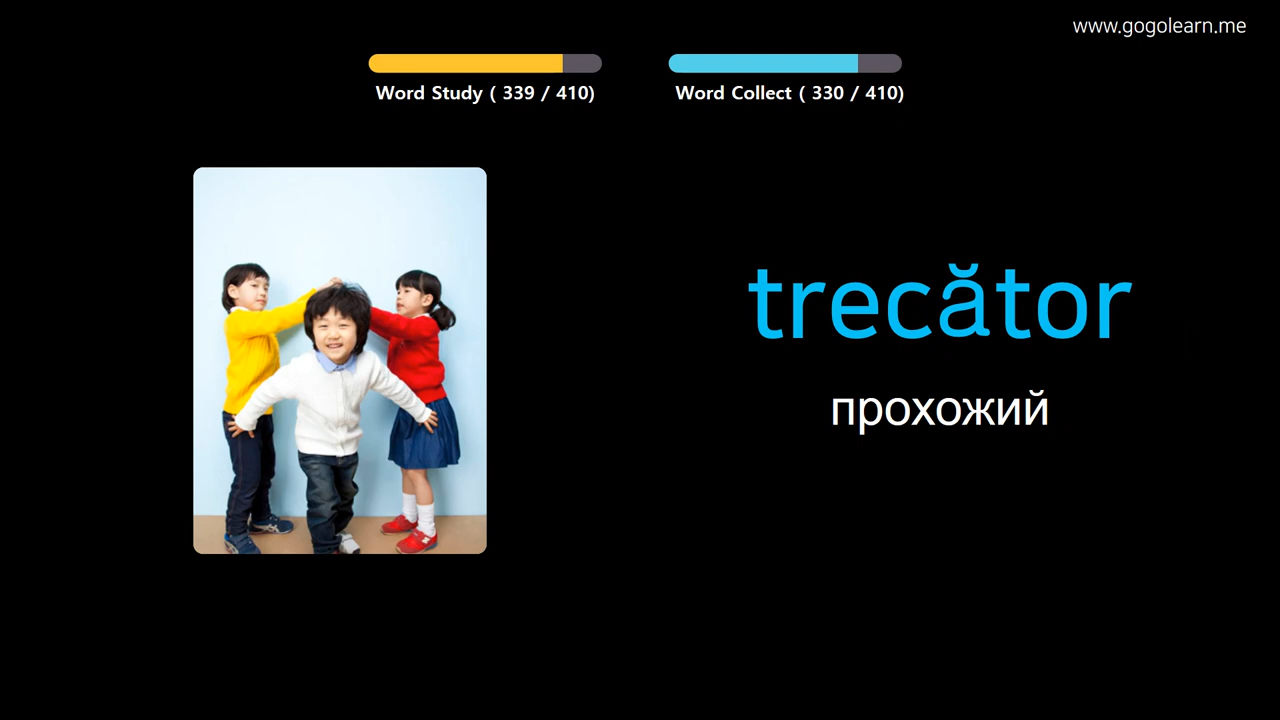 www.gogolearn.me
Word Study ( 339 / 410)
Word Collect ( 330 / 410)
trecător
прохожий